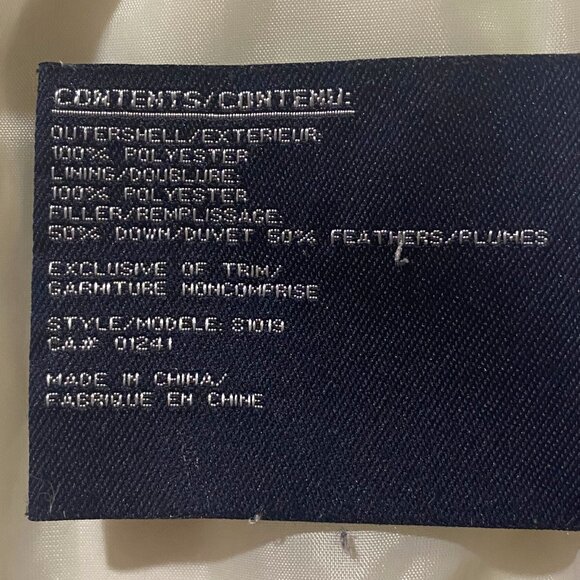 CONTENTS/CONTENU:
OUTERSHELL/EXTERIEUR:
100% POLYESTER
LINING/DOUBLURE:
100% POLYESTER
FILLER/REMPLISSAGE:
50% DOWN/DUVET 50% FEATHERS/PLUMES
EXCLUSIVE OF TRIM/
GARNITURE NONCOMPRISE
STYLE/MODELE: 81019
CA# 01241
MADE IN CHINA/
FABRIQUE EN CHINE